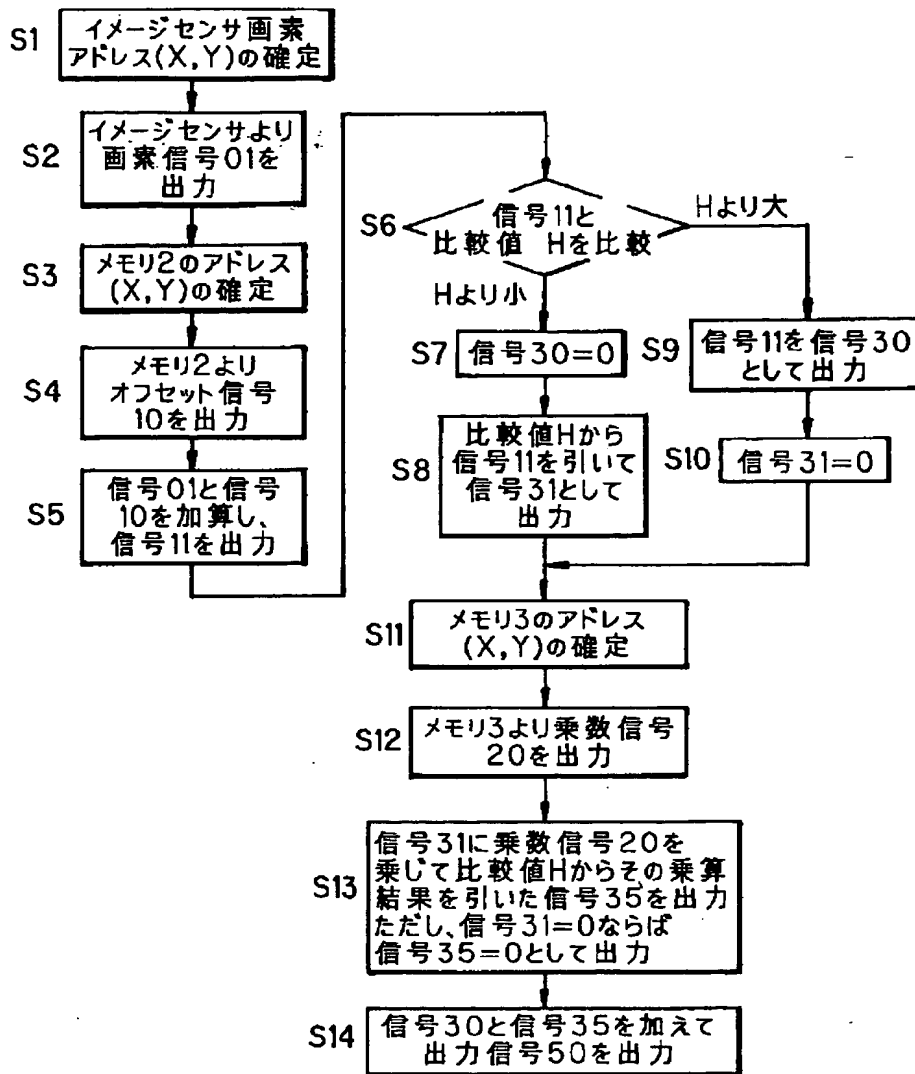 S1
イメージセンサ画素
アドレス(X,Y)の確定
S2
イメージセンサより
画素信号01を
出力
S3
メモリ2のアドレス
(X,Y)の確定
S4
メモリ2より
オフセット信号
10を出力
S5
信号01と信号
10を加算し、
信号11を出力
S6
信号11と
比較値 Hを比較
Hより大
Hより小
S7
信号30=0
S8
比較値Hから
信号11を引いて
信号31として
出力
S9
信号11を信号30
として出力
S10
信号31=0
S11
メモリ3のアドレス
(X,Y)の確定
S12
メモリ3より乗数信号
20を出力
S13
信号31に乗数信号20を
乗じて比較値Hからその乗算
結果を引いた信号35を出力
ただし、信号31=0ならば
信号35=0として出力
S14
信号30と信号35を加えて
出力信号50を出力